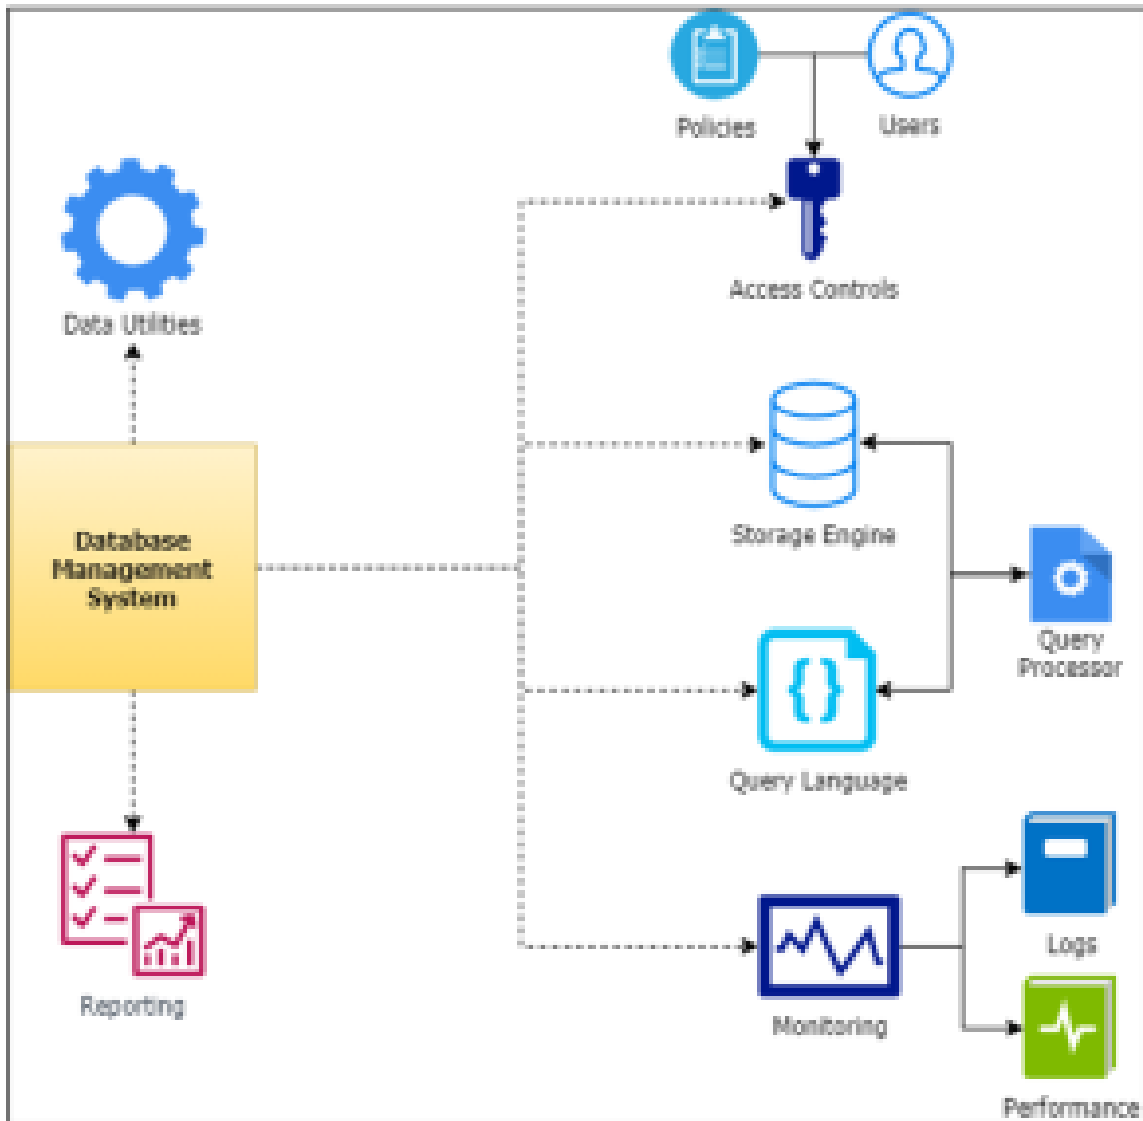 Policies
Users
Access Controls
Data Utilities
Database
Management
System
Storage Engine
Query
Processor
Query Language
Reporting
Logs
Monitoring
Performance